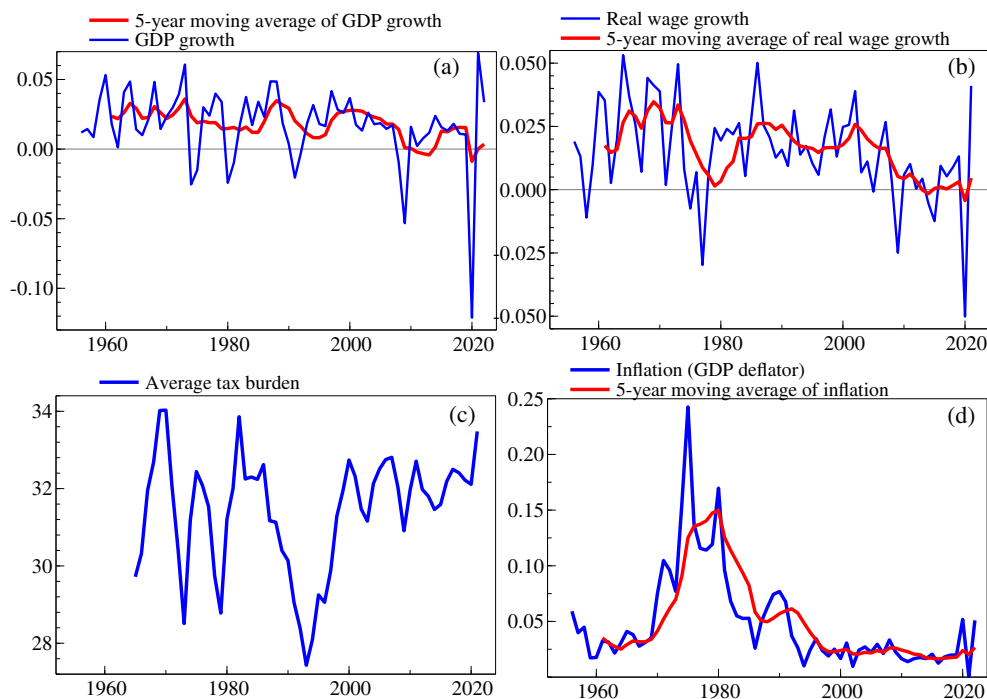 5-year moving average of GDP growth
GDP growth
(a)
0.05
0.00
-0.05
-0.10
1960 1980 2000 2020
Real wage growth
5-year moving average of real wage growth
(b)
0.050
0.025
0.000
-0.025
-0.050
1960 1980 2000 2020
Average tax burden
(c)
34
32
30
28
1960 1980 2000 2020
Inflation (GDP deflator)
5-year moving average of inflation
(d)
0.25
0.20
0.15
0.10
0.05
1960 1980 2000 2020